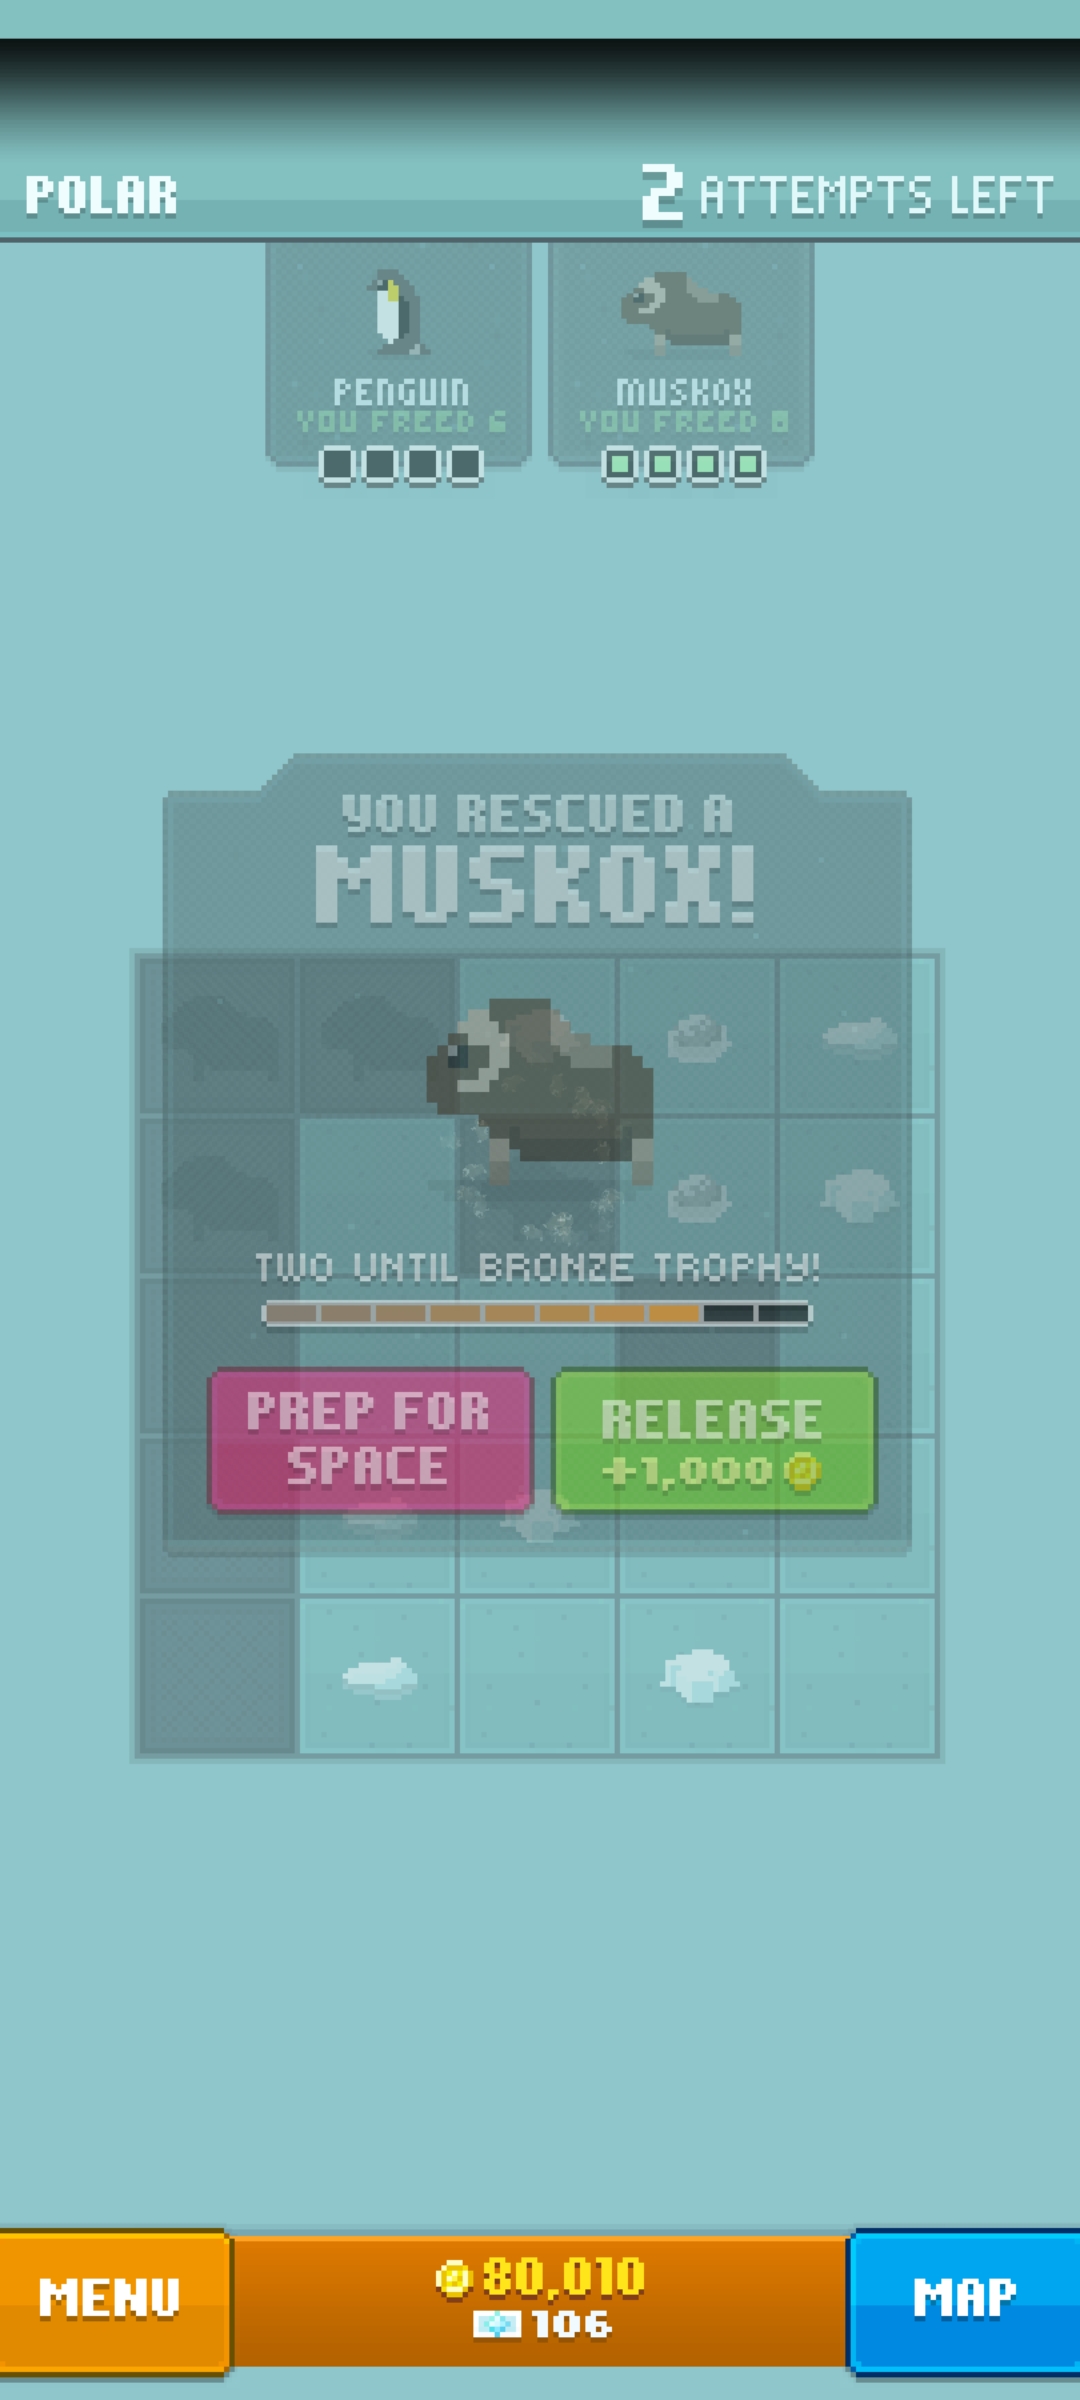 POLAR
2 ATTEMPTS LEFT
PENGUIN
YOU FREED 6
MUSKOX
YOU FREED 8
YOU RESCUED A
MUSKOX!
TWO UNTIL BRONZE TROPHY!
PREP FOR
SPACE
RELEASE
+1,000
MENU
80,010
106
MAP